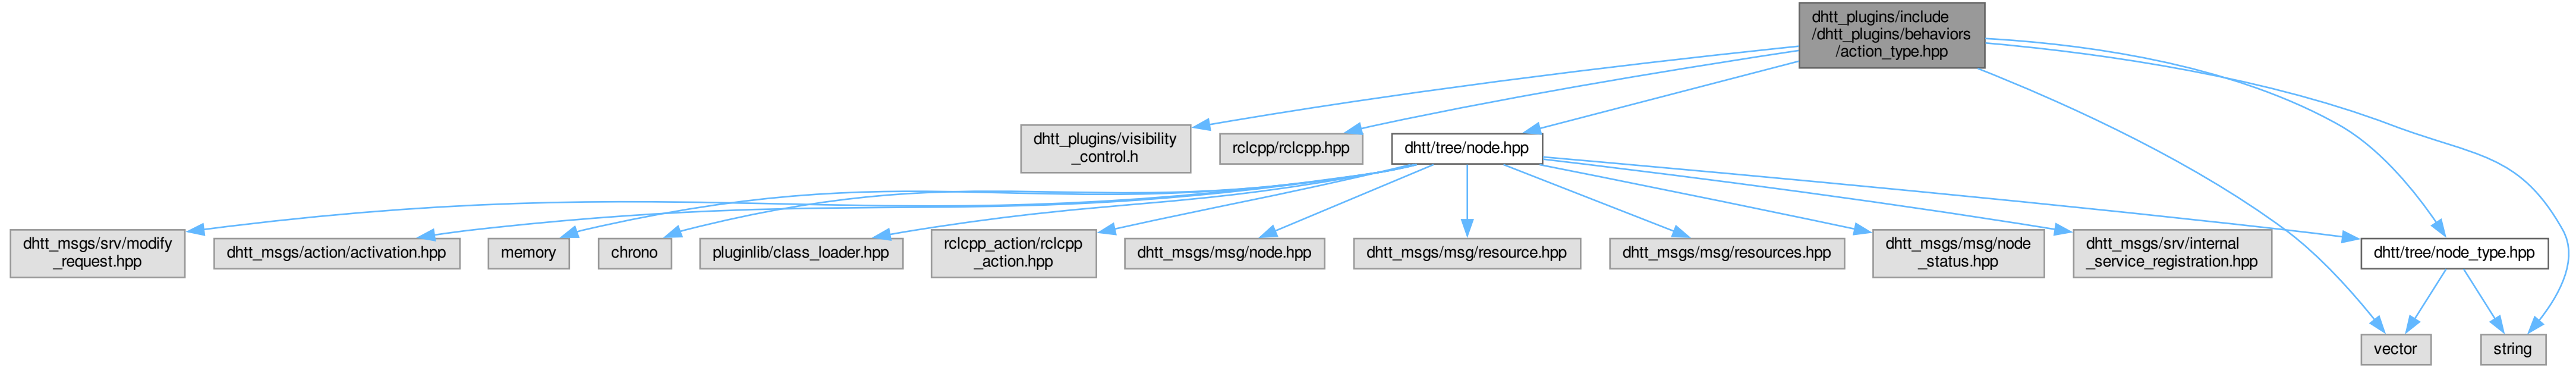 dhtt_plugins/include
/dhtt_plugins/behaviors
/action_type.hpp
dhtt_plugins/visibility
_control.h
rclcpp/rclcpp.hpp
dhtt/tree/node.hpp
dhtt_msgs/srv/modify
_request.hpp
dhtt_msgs/action/activation.hpp
memory
chrono
pluginlib/class_loader.hpp
rclcpp_action/rclcpp
_action.hpp
dhtt_msgs/msg/node.hpp
dhtt_msgs/msg/resource.hpp
dhtt_msgs/msg/resources.hpp
dhtt_msgs/msg/node
_status.hpp
dhtt_msgs/srv/internal
_service_registration.hpp
dhtt/tree/node_type.hpp
vector
string